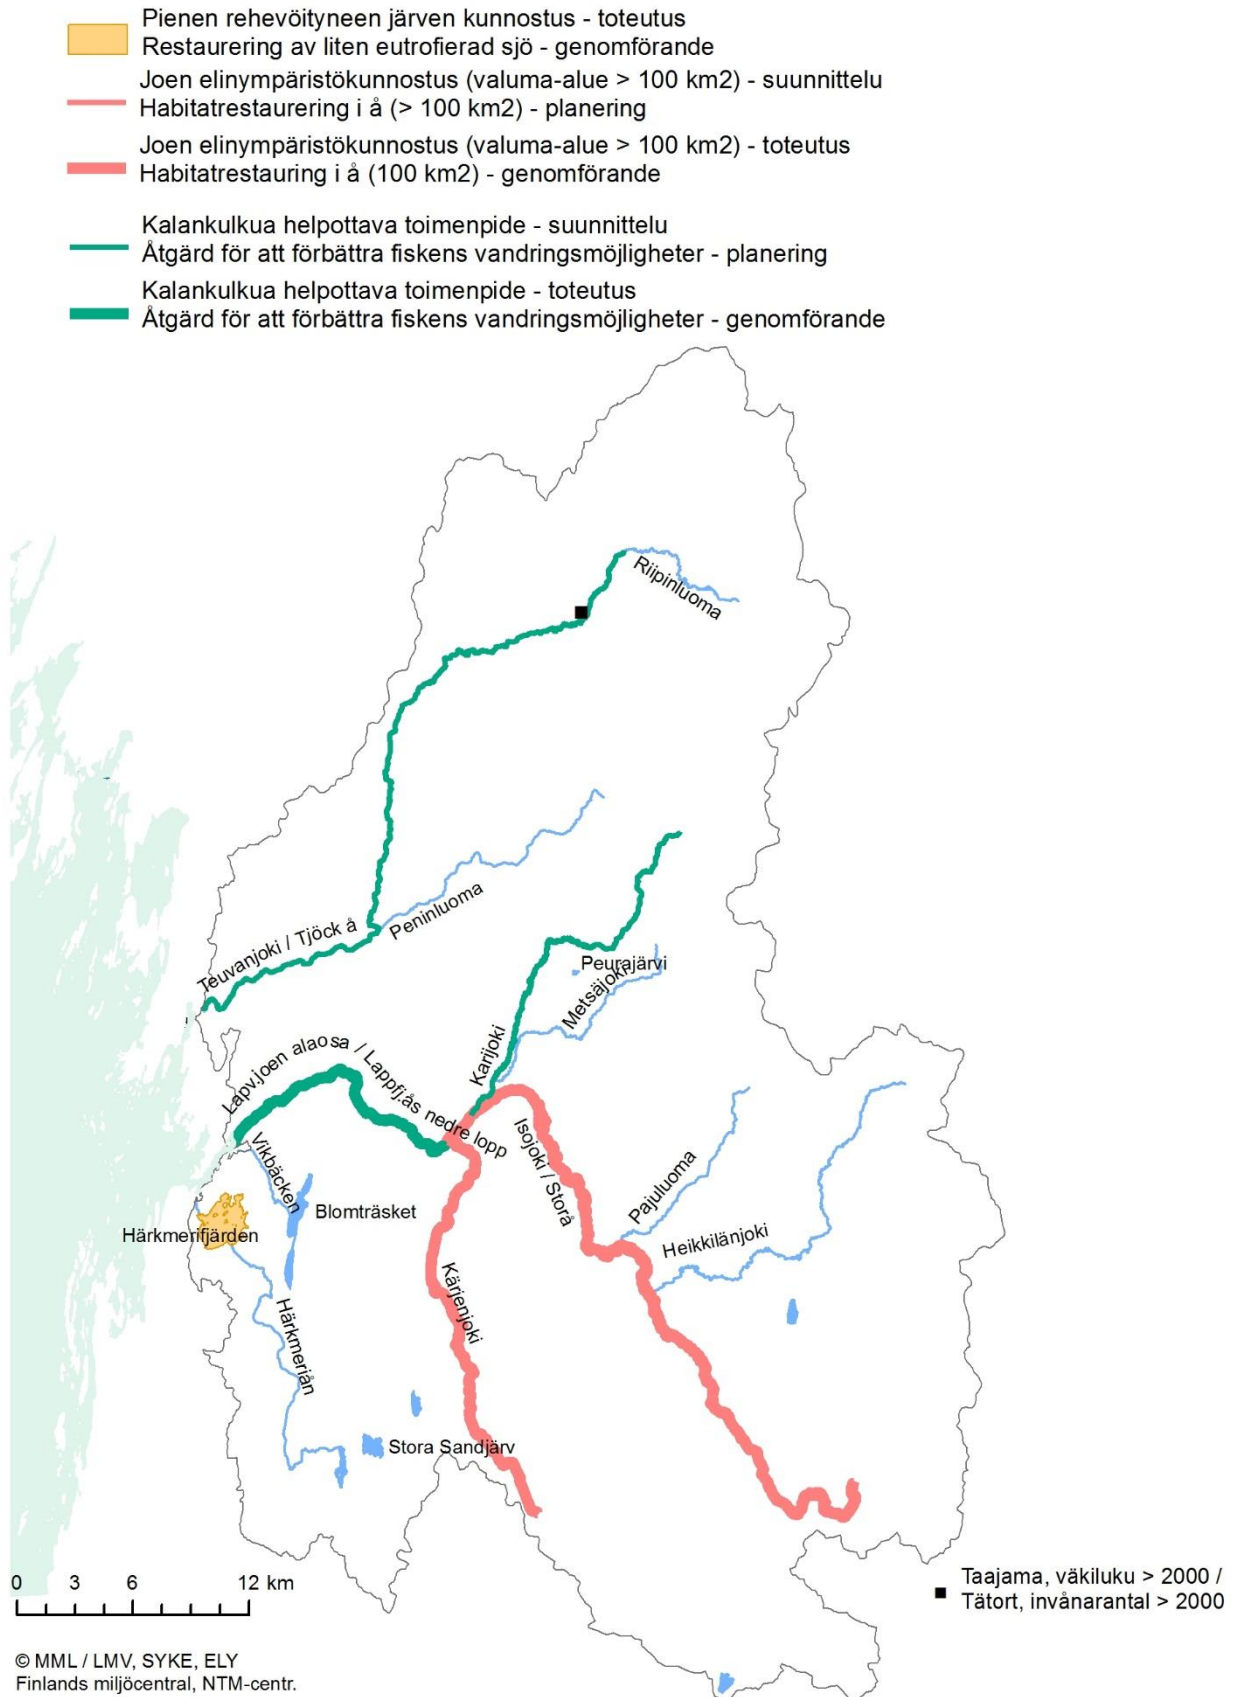 Pienen rehevöityneen järven kunnostus - toteutus
Restaurering av liten eutrofierad sjö - genomförande
Joen elinympäristökunnostus (valuma-alue > 100 km2) - suunnittelu
Habitatrestaurering i å (> 100 km2) - planering
Joen elinympäristökunnostus (valuma-alue > 100 km2) - toteutus
Habitatrestauring i å (100 km2) - genomförande
Kalankulkua helpottava toimenpide - suunnittelu
Åtgärd för att förbättra fiskens vandringsmöjligheter - planering
Kalankulkua helpottava toimenpide - toteutus
Åtgärd för att förbättra fiskens vandringsmöjligheter - genomförande
Riipinluoma
Peninluoma
Teuvanjoki / Tjöck å
Peurajärvi
Metsäjoki
Karijoki
Lapv.joen alaosa / Lappfj.ås nedre lopp
Isojoki / Storå
Vikbäcken
Blomträsket
Pajuluoma
Härkmerifjärden
Heikkilänjoki
Kärjenjoki
Härkmeriån
Stora Sandjärv
0 3 6 12 km
Taajama, väkiluku > 2000 /
Tätort, invånarantal > 2000
© MML / LMV, SYKE, ELY
Finlands miljöcentral, NTM-centr.